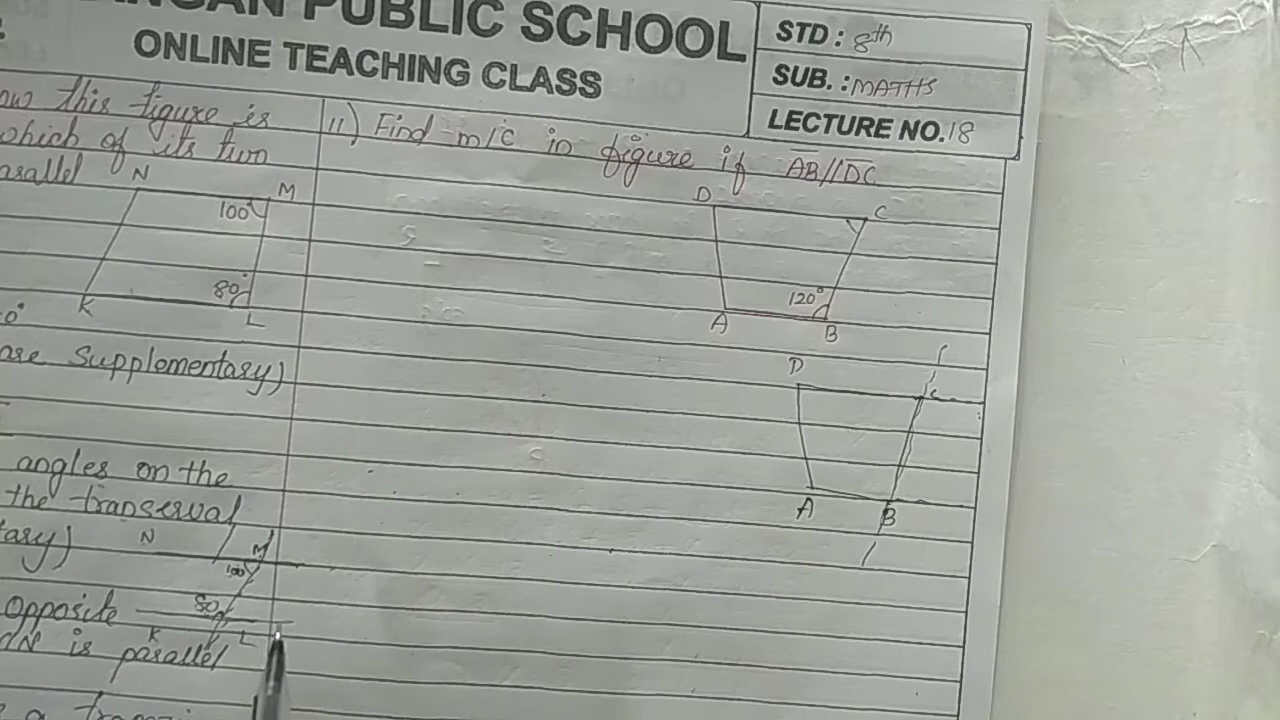 PUBLIC SCHOOL
ONLINE TEACHING CLASS
STD : 8th
SUB. : MATHS
LECTURE NO. 18
this figure is
which of its two
N
M
100°
80°
K
L
are supplementary)
angles on the
the transerval
N
M
100
80
opposite
K
L
is parallel
11) Find m∠C in figure if AB//DC
D
C
120°
A
B
D
C
A
B